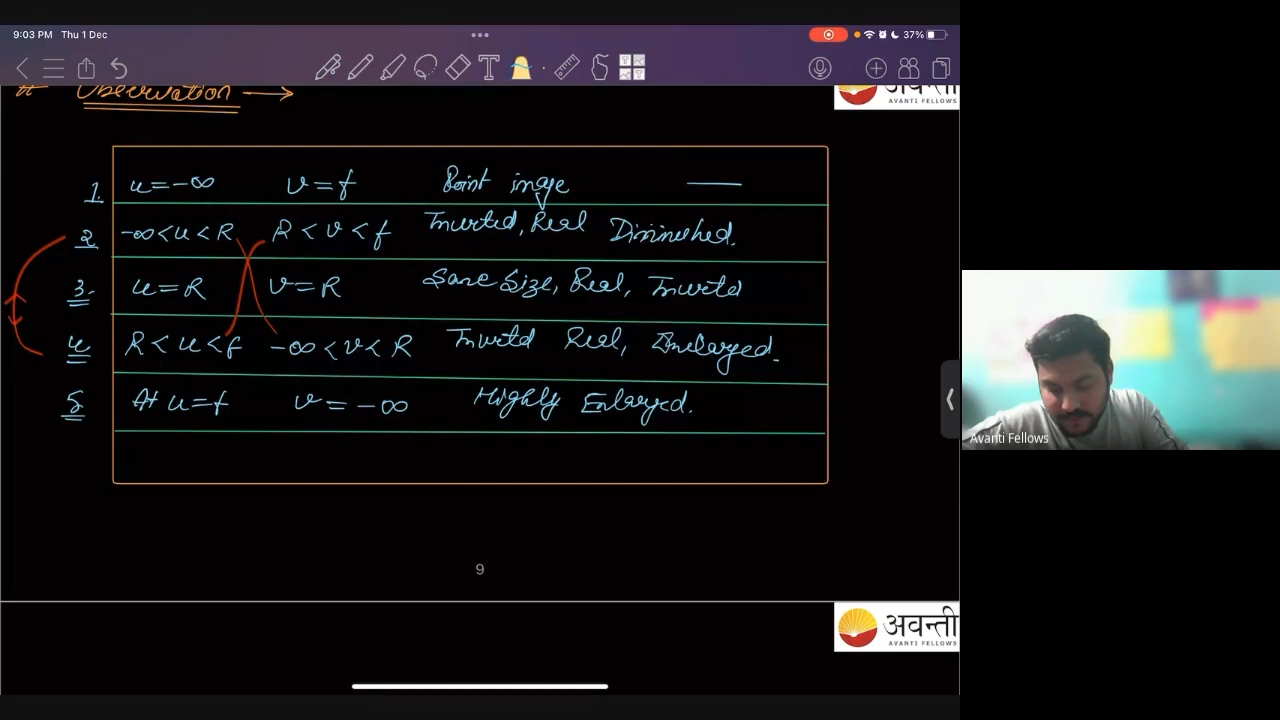 9:03 PM Thu 1 Dec
37%
Observation →
अवन्ती
AVANTI FELLOWS
1. u = -∞ v = f Point image —
2. -∞ < u < R R < v < f Inverted, Real Diminished.
3. u = R v = R Same Size, Real, Inverted
4. R < u < f -∞ < v < R Inverted Real, Enlarged.
5. At u = f v = -∞ Highly Enlarged.
Avanti Fellows
9
अवन्ती
AVANTI FELLOWS